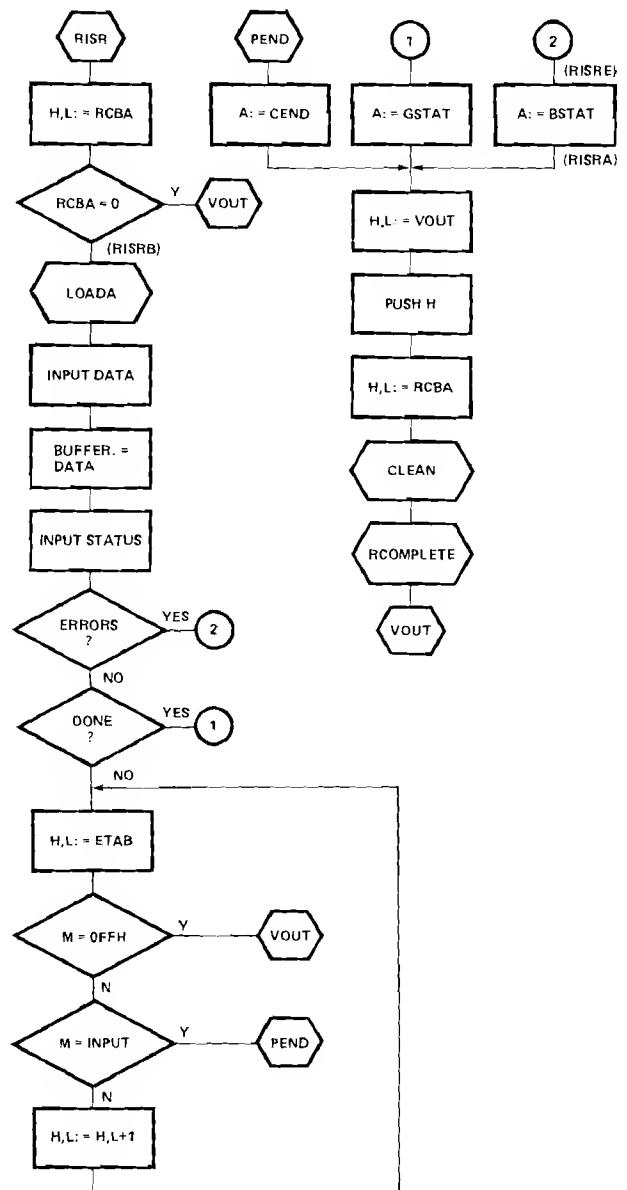 RISR
H,L: = RCBA
RCBA = 0
Y
VOUT
(RISRB)
LOADA
INPUT DATA
BUFFER. =
DATA
INPUT STATUS
ERRORS
?
YES
2
NO
DONE
?
YES
1
NO
H,L: = ETAB
M = 0FFH
Y
VOUT
N
M = INPUT
Y
PEND
N
H,L: = H,L+1
PEND
A: = CEND
1
A: = GSTAT
2
(RISRE)
A: = BSTAT
(RISRA)
H,L: = VOUT
PUSH H
H,L: = RCBA
CLEAN
RCOMPLETE
VOUT